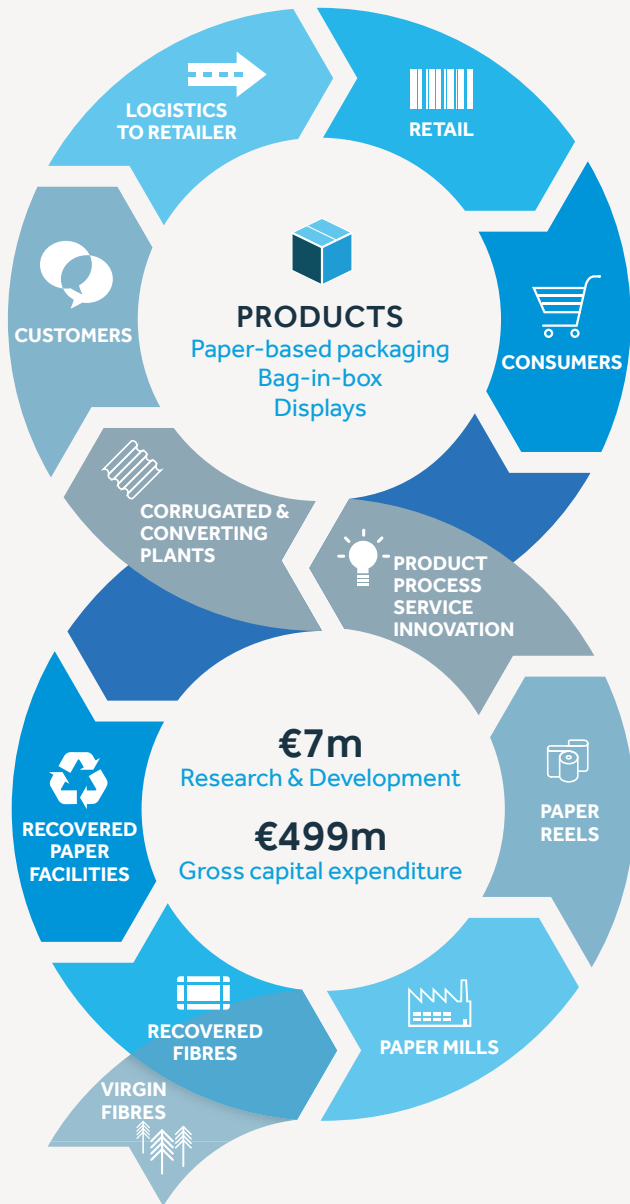 LOGISTICS
TO RETAILER
RETAIL
CUSTOMERS
PRODUCTS
Paper-based packaging
Bag-in-box
Displays
CONSUMERS
CORRUGATED &
CONVERTING
PLANTS
PRODUCT
PROCESS
SERVICE
INNOVATION
€7m
Research & Development
€499m
Gross capital expenditure
RECOVERED
PAPER
FACILITIES
PAPER
REELS
RECOVERED
FIBRES
PAPER MILLS
VIRGIN
FIBRES